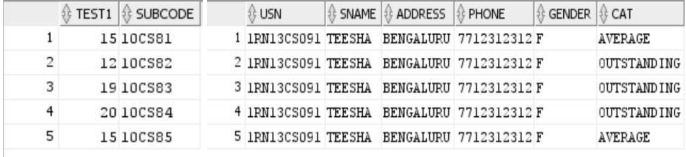 TEST1 SUBCODE
1 15 10CS81
2 12 10CS82
3 19 10CS83
4 20 10CS84
5 15 10CS85
USN SNAME ADDRESS PHONE GENDER CAT
1 1RN13CS091 TEESHA BENGALURU 7712312312 F AVERAGE
2 1RN13CS091 TEESHA BENGALURU 7712312312 F OUTSTANDING
3 1RN13CS091 TEESHA BENGALURU 7712312312 F OUTSTANDING
4 1RN13CS091 TEESHA BENGALURU 7712312312 F OUTSTANDING
5 1RN13CS091 TEESHA BENGALURU 7712312312 F AVERAGE